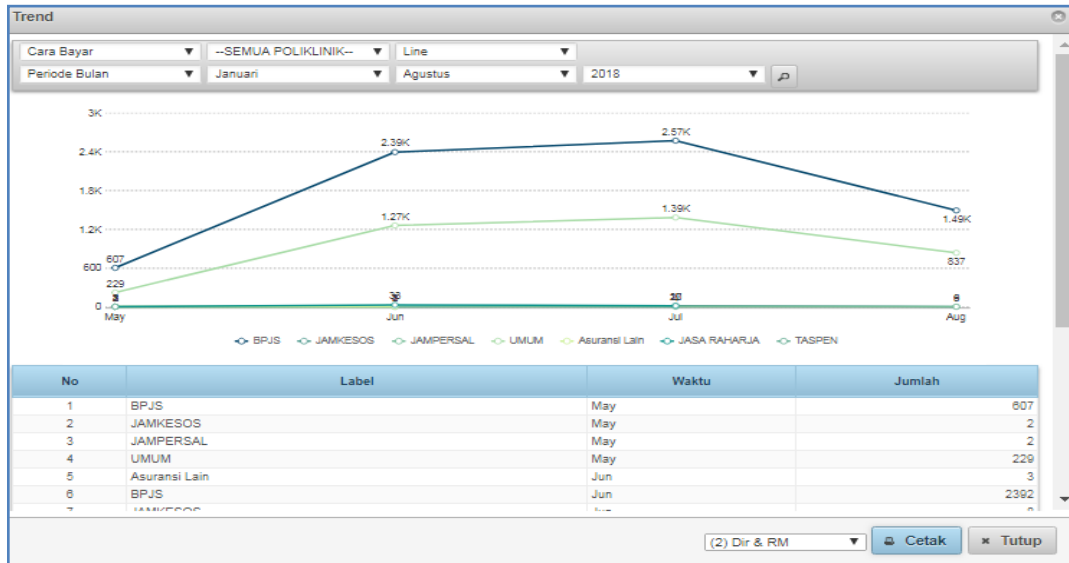 Trend
Cara Bayar --SEMUA POLIKLINIK-- Line
Periode Bulan Januari Agustus 2018
3K
2.4K
1.8K
1.2K
600
0
607
229
2.39K
1.27K
2.57K
1.39K
1.49K
837
May Jun Jul Aug
BPJS JAMKESOS JAMPERSAL UMUM Asuransi Lain JASA RAHARJA TASPEN
No Label Waktu Jumlah
1 BPJS May 607
2 JAMKESOS May 2
3 JAMPERSAL May 2
4 UMUM May 229
5 Asuransi Lain Jun 3
6 BPJS Jun 2392
(2) Dir & RM Cetak Tutup